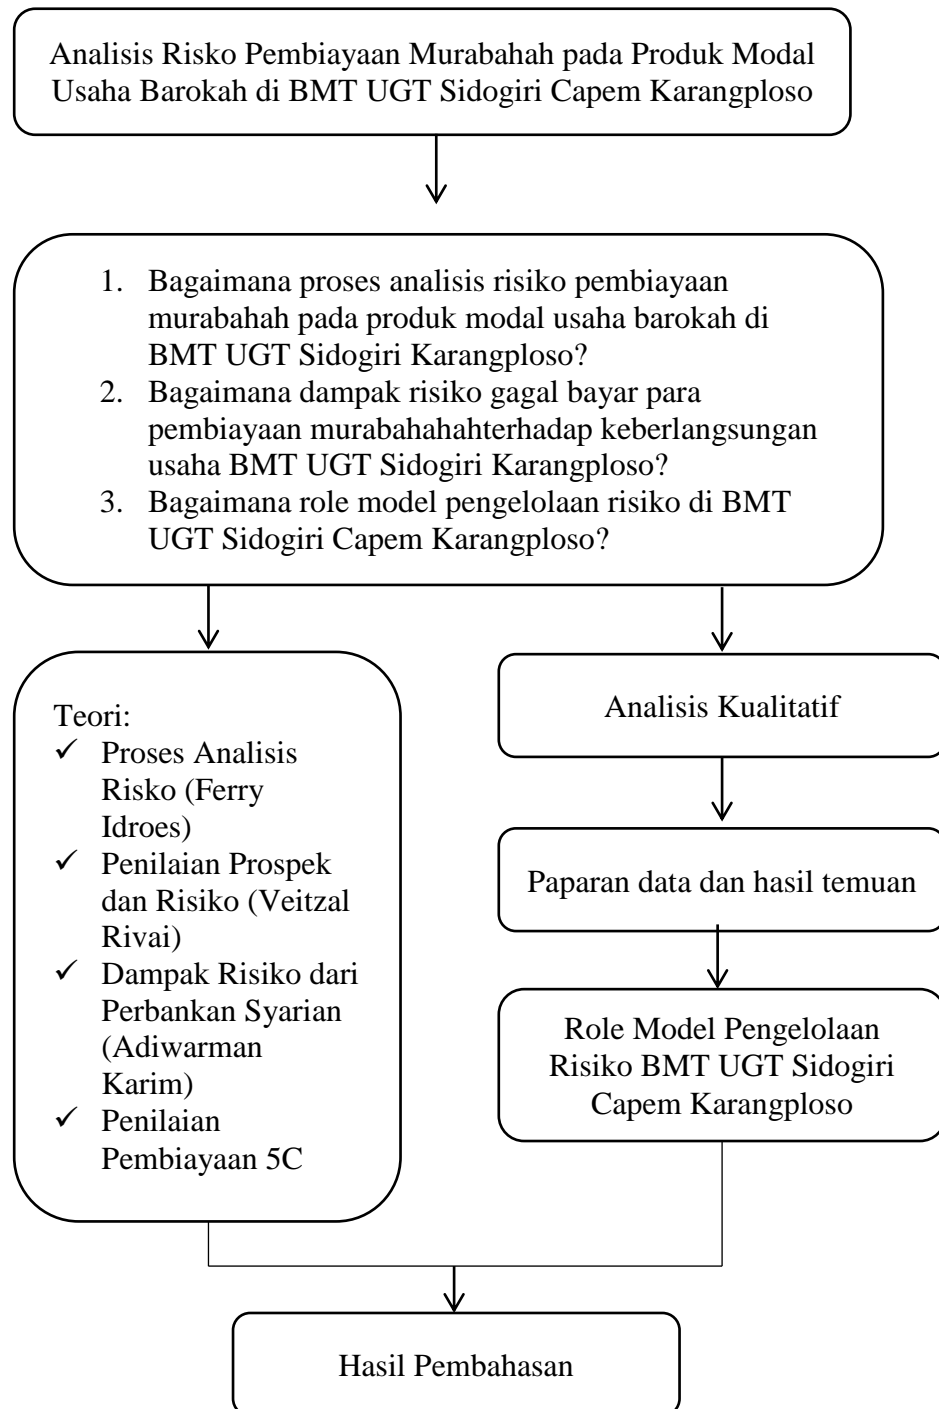 Analisis Risko Pembiayaan Murabahah pada Produk Modal
Usaha Barokah di BMT UGT Sidogiri Capem Karangploso
1. Bagaimana proses analisis risiko pembiayaan
murabahah pada produk modal usaha barokah di
BMT UGT Sidogiri Karangploso?
2. Bagaimana dampak risiko gagal bayar para
pembiayaan murabahahahterhadap keberlangsungan
usaha BMT UGT Sidogiri Karangploso?
3. Bagaimana role model pengelolaan risiko di BMT
UGT Sidogiri Capem Karangploso?
Teori:
✓ Proses Analisis
Risko (Ferry
Idroes)
✓ Penilaian Prospek
dan Risiko (Veitzal
Rivai)
✓ Dampak Risiko dari
Perbankan Syarian
(Adiwarman
Karim)
✓ Penilaian
Pembiayaan 5C
Analisis Kualitatif
Paparan data dan hasil temuan
Role Model Pengelolaan
Risiko BMT UGT Sidogiri
Capem Karangploso
Hasil Pembahasan